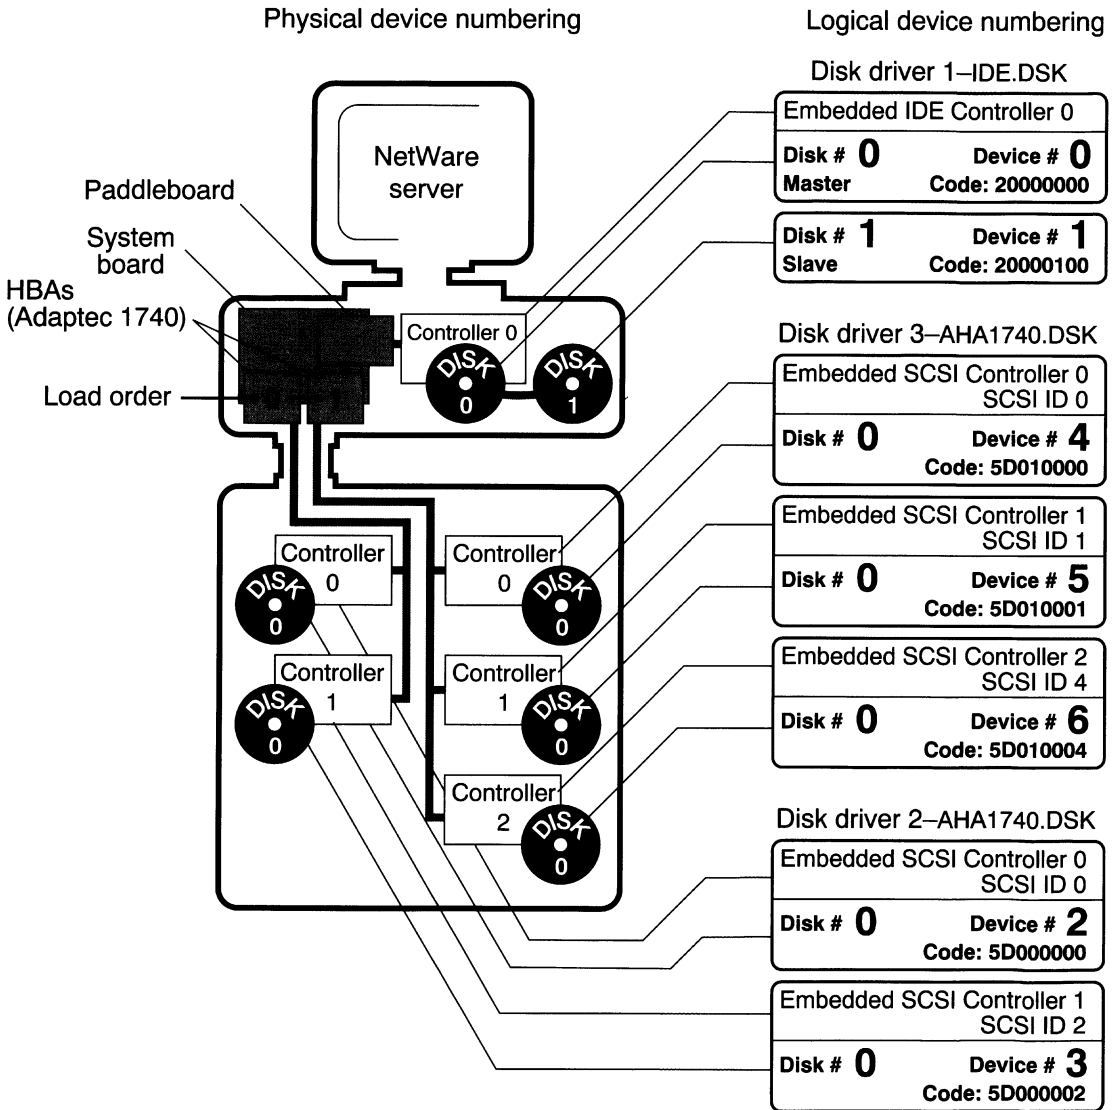 Physical device numbering
Logical device numbering
NetWare
server
Paddleboard
System
board
HBAs
(Adaptec 1740)
Load order
Controller 0
DISK
0
DISK
1
0
1
Controller
0
DISK
0
Controller
1
DISK
0
Controller
0
DISK
0
Controller
1
DISK
0
Controller
2
DISK
0
Disk driver 1–IDE.DSK
Embedded IDE Controller 0
Disk # 0 Device # 0
Master Code: 20000000
Disk # 1 Device # 1
Slave Code: 20000100
Disk driver 3–AHA1740.DSK
Embedded SCSI Controller 0
SCSI ID 0
Disk # 0 Device # 4
Code: 5D010000
Embedded SCSI Controller 1
SCSI ID 1
Disk # 0 Device # 5
Code: 5D010001
Embedded SCSI Controller 2
SCSI ID 4
Disk # 0 Device # 6
Code: 5D010004
Disk driver 2–AHA1740.DSK
Embedded SCSI Controller 0
SCSI ID 0
Disk # 0 Device # 2
Code: 5D000000
Embedded SCSI Controller 1
SCSI ID 2
Disk # 0 Device # 3
Code: 5D000002